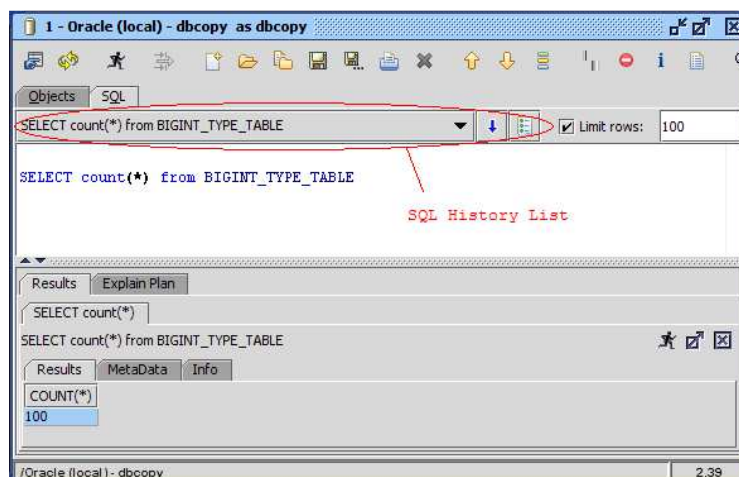 1 - Oracle (local) - dbcopy as dbcopy
Objects SQL
SELECT count(*) from BIGINT_TYPE_TABLE Limit rows: 100
SELECT count(*) from BIGINT_TYPE_TABLE
SQL History List
Results Explain Plan
SELECT count(*)
SELECT count(*) from BIGINT_TYPE_TABLE
Results MetaData Info
COUNT(*)
100
/Oracle (local) - dbcopy 2.39